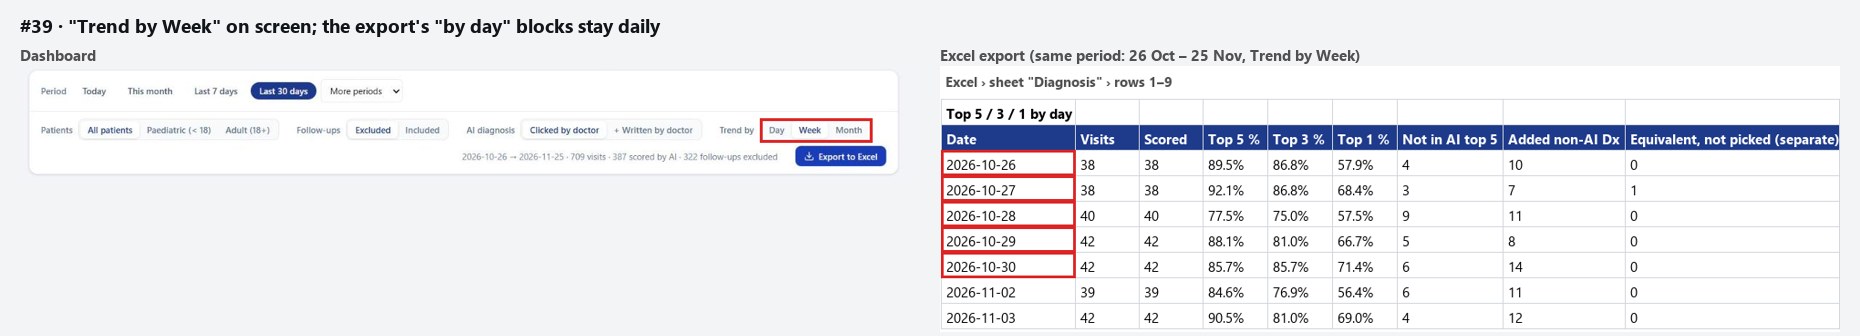 #39 · "Trend by Week" on screen; the export's "by day" blocks stay daily
Dashboard
Period Today This month Last 7 days Last 30 days More periods
Patients All patients Paediatric (< 18) Adult (18+) Follow-ups Excluded Included AI diagnosis Clicked by doctor + Written by doctor Trend by Day Week Month
2026-10-26 → 2026-11-25 · 709 visits · 387 scored by AI · 322 follow-ups excluded Export to Excel
Excel export (same period: 26 Oct – 25 Nov, Trend by Week)
Excel › sheet "Diagnosis" › rows 1–9
Top 5 / 3 / 1 by day
Date Visits Scored Top 5 % Top 3 % Top 1 % Not in AI top 5 Added non-AI Dx Equivalent, not picked (separate)
2026-10-26 38 38 89.5% 86.8% 57.9% 4 10 0
2026-10-27 38 38 92.1% 86.8% 68.4% 3 7 1
2026-10-28 40 40 77.5% 75.0% 57.5% 9 11 0
2026-10-29 42 42 88.1% 81.0% 66.7% 5 8 0
2026-10-30 42 42 85.7% 85.7% 71.4% 6 14 0
2026-11-02 39 39 84.6% 76.9% 56.4% 6 11 0
2026-11-03 42 42 90.5% 81.0% 69.0% 4 12 0